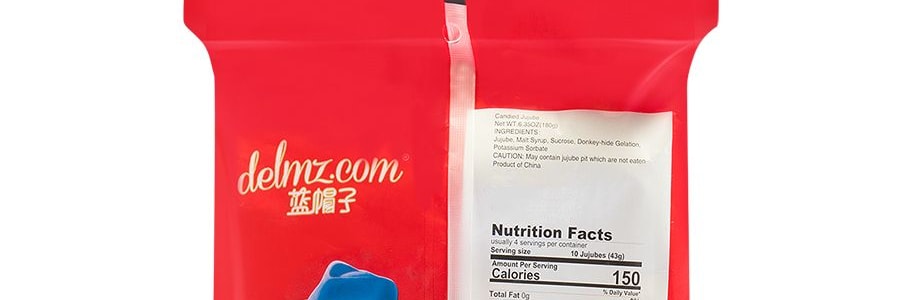 delmz.com®
蓝帽子
Candied Jujube
Net WT 6.35OZ(180g)
INGREDIENTS:
Jujube, Malt Syrup, Sucrose, Donkey-hide Gelation,
Potassium Sorbate
CAUTION: May contain jujube pit which are not eaten
Product of China
Nutrition Facts
usually 4 servings per container
Serving size 10 Jujubes (43g)
Amount Per Serving
Calories 150
% Daily Value*
Total Fat 0g